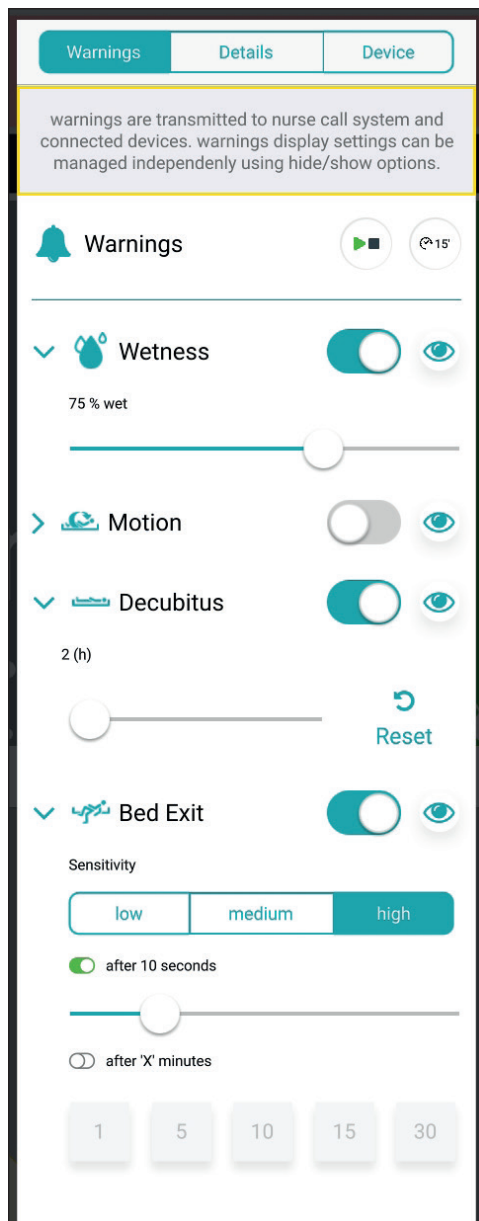 Warnings
Details
Device
warnings are transmitted to nurse call system and
connected devices. warnings display settings can be
managed independenly using hide/show options.
Warnings
15'
Wetness
75 % wet
Motion
Decubitus
2 (h)
Reset
Bed Exit
Sensitivity
low
medium
high
after 10 seconds
after 'X' minutes
1
5
10
15
30